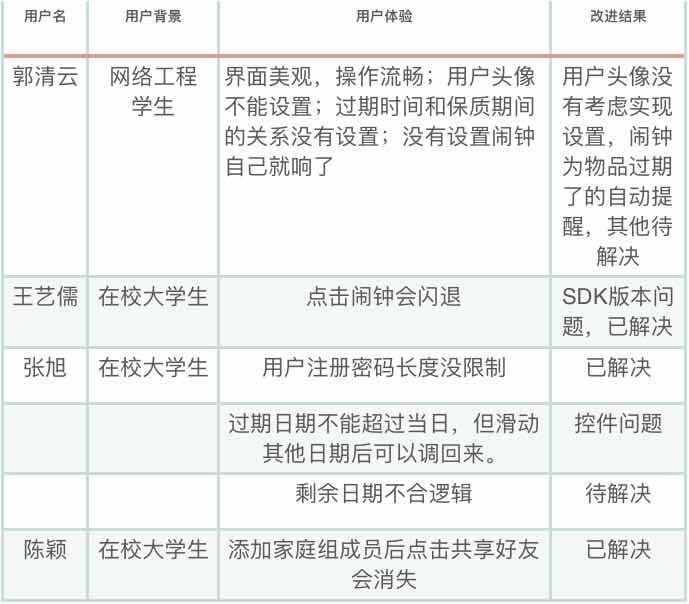 用户名 用户背景 用户体验 改进结果
郭清云 网络工程 界面美观，操作流畅；用户头像 用户头像没
学生 不能设置；过期时间和保质期间 有考虑实现
的关系没有设置；没有设置闹钟 设置，闹钟
自己就响了 为物品过期
了的自动提
醒，其他待
解决
王艺儒 在校大学生 点击闹钟会闪退 SDK版本问
题，已解决
张旭 在校大学生 用户注册密码长度没限制 已解决
过期日期不能超过当日，但滑动 控件问题
其他日期后可以调回来。
剩余日期不合逻辑 待解决
陈颖 在校大学生 添加家庭组成员后点击共享好友 已解决
会消失